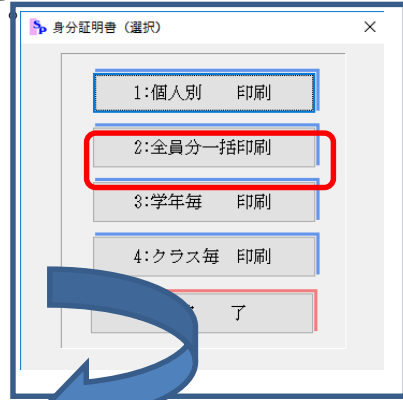 SP 身分証明書（選択）
1:個人別　印刷
2:全員分一括印刷
3:学年毎　印刷
4:クラス毎　印刷
了